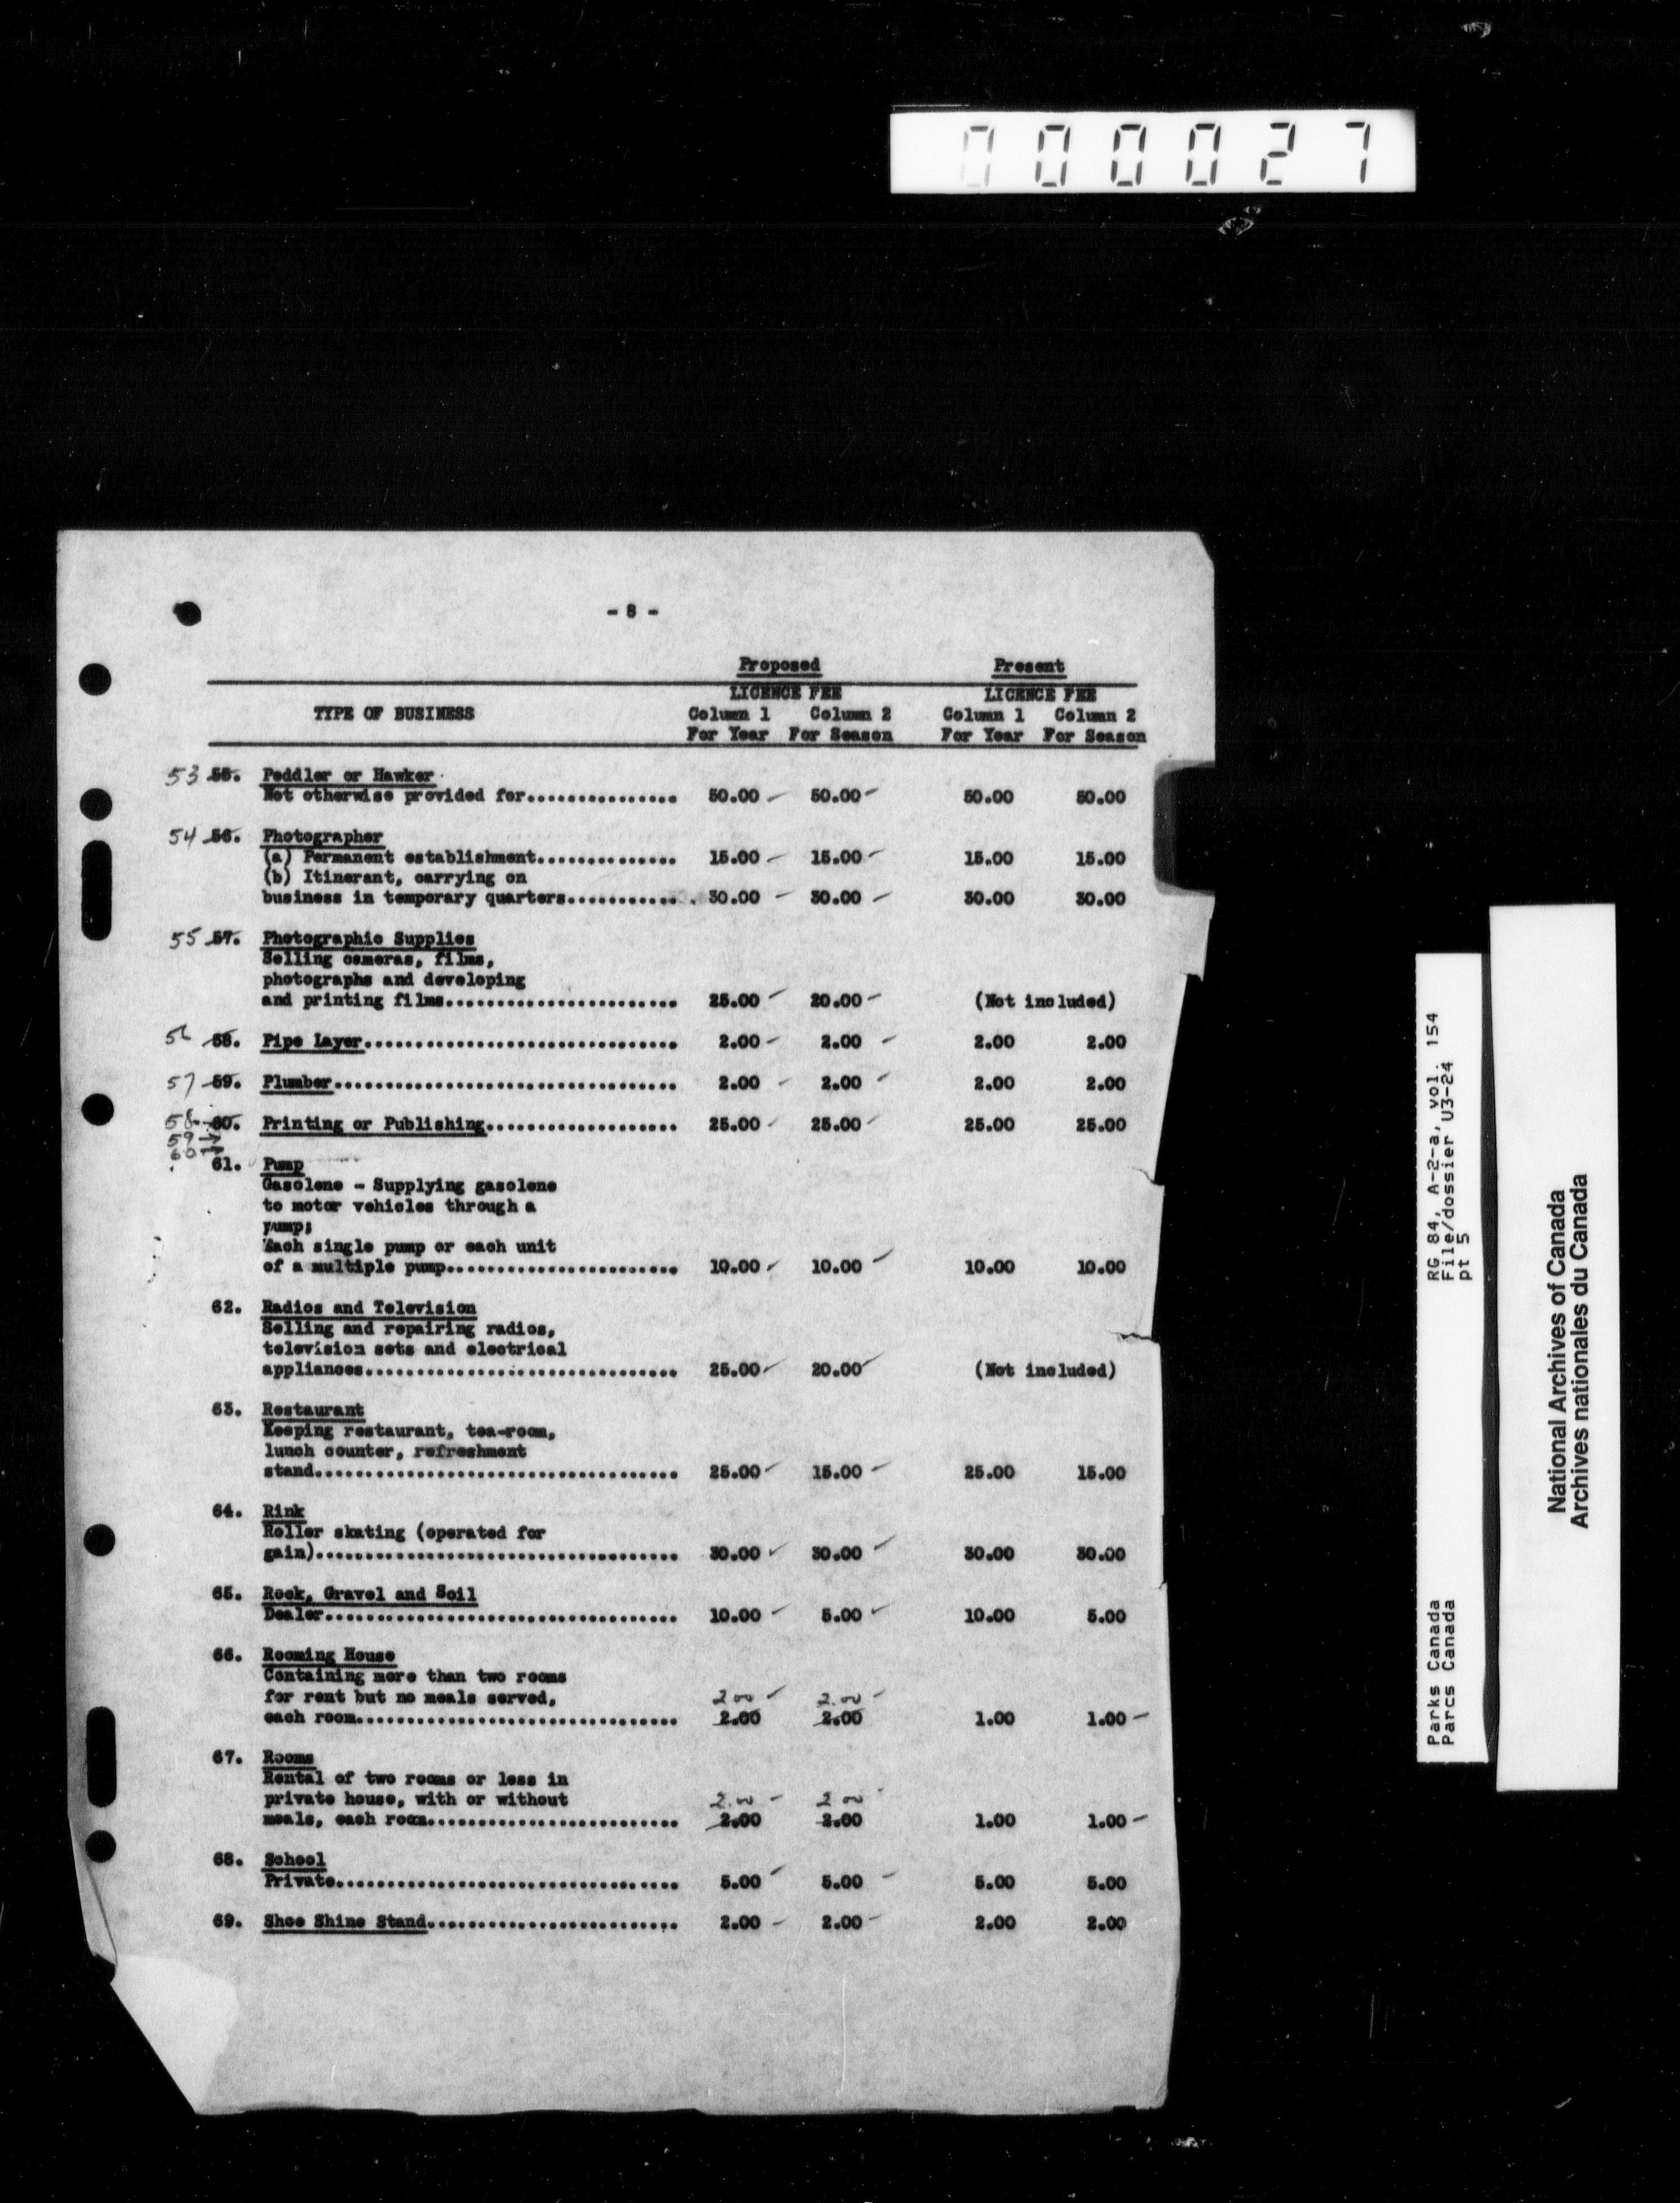 000027
- 8 -
Proposed Present
LICENCE FEE LICENCE FEE
TYPE OF BUSINESS Column 1 Column 2 Column 1 Column 2
For Year For Season For Year For Season
53 55. Peddler or Hawker
Not otherwise provided for............... 50.00 50.00 50.00 50.00
54 56. Photographer
(a) Permanent establishment.............. 15.00 15.00 15.00 15.00
(b) Itinerant, carrying on
business in temporary quarters............ 30.00 30.00 30.00 30.00
55 57. Photographic Supplies
Selling cameras, films,
photographs and developing
and printing films....................... 25.00 20.00 (Not included)
56 58. Pipe Layer............................... 2.00 2.00 2.00 2.00
57 59. Plumber.................................. 2.00 2.00 2.00 2.00
58 60. Printing or Publishing................... 25.00 25.00 25.00 25.00
59
60
61. Pump
Gasolene - Supplying gasolene
to motor vehicles through a
pump;
Each single pump or each unit
of a multiple pump....................... 10.00 10.00 10.00 10.00
62. Radios and Television
Selling and repairing radios,
television sets and electrical
appliances............................... 25.00 20.00 (Not included)
63. Restaurant
Keeping restaurant, tea-room,
lunch counter, refreshment
stand.................................... 25.00 15.00 25.00 15.00
64. Rink
Roller skating (operated for
gain).................................... 30.00 30.00 30.00 30.00
65. Rock, Gravel and Soil
Dealer................................... 10.00 5.00 10.00 5.00
66. Rooming House
Containing more than two rooms
for rent but no meals served, 2.00 2.00
each room................................ 2.00 2.00 1.00 1.00
67. Rooms
Rental of two rooms or less in
private house, with or without 2.00 2.00
meals, each room......................... 2.00 2.00 1.00 1.00
68. School
Private.................................. 5.00 5.00 5.00 5.00
69. Shoe Shine Stand......................... 2.00 2.00 2.00 2.00
Parks Canada RG 84, A-2-a, vol. 154
Parcs Canada File/dossier U3-24
pt 5
National Archives of Canada
Archives nationales du Canada